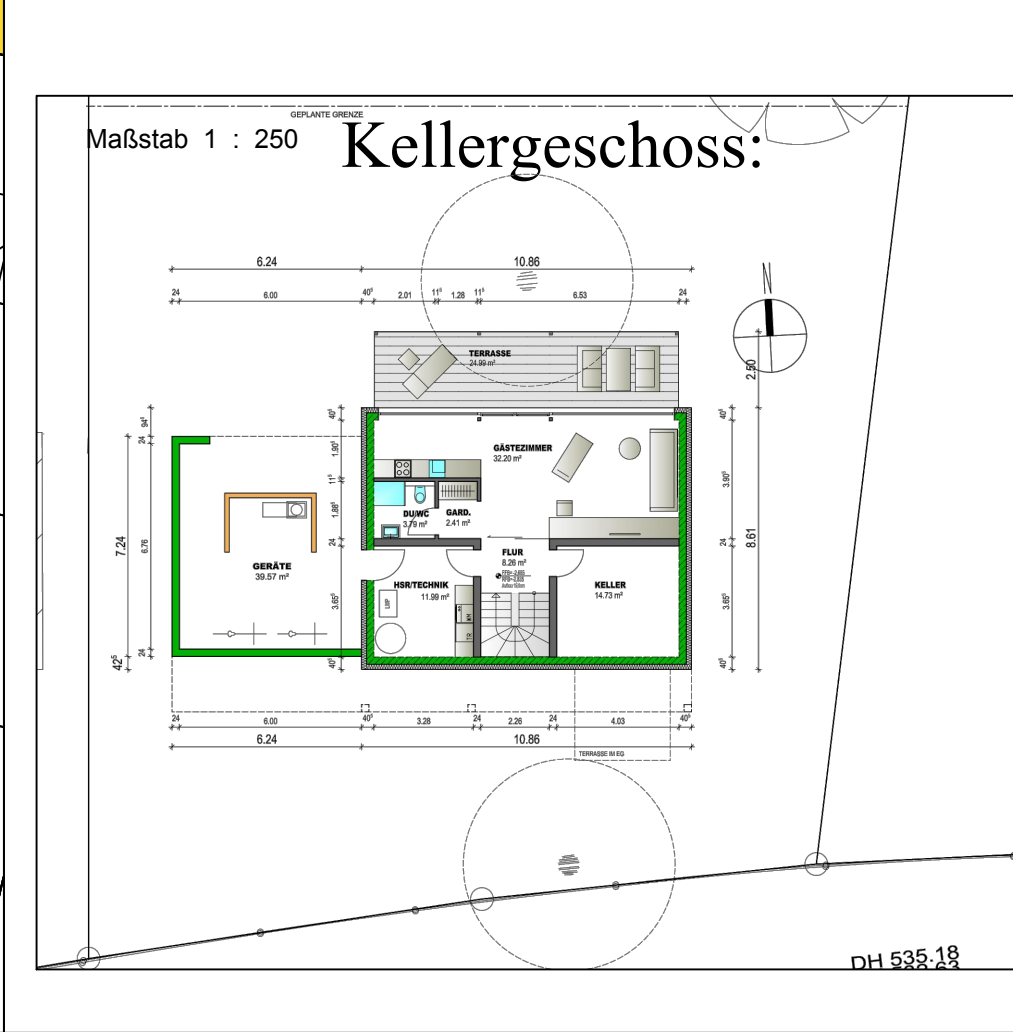 GEPLANTE GRENZE
Maßstab 1 : 250
Kellergeschoss:
N
6.24
10.86
24
6.00
40⁵
2.01
11⁵
1.28
11⁵
6.53
24
2.50
TERRASSE
24.99 m²
94⁵
24
7.24
6.76
24
42⁵
40⁵
1.90⁵
11⁵
1.88⁵
24
3.65⁵
40⁵
GÄSTEZIMMER
32.20 m²
DU/WC
3.79 m²
GARD.
2.41 m²
FLUR
8.26 m²
GERÄTE
39.57 m²
HSR/TECHNIK
11.99 m²
KELLER
14.73 m²
LWP
WM
TR
40⁵
3.90⁵
24
3.65⁵
40⁵
8.61
24
6.00
40⁵
3.28
24
2.26
24
4.03
40⁵
6.24
10.86
TERRASSE IM EG
DH 535.18